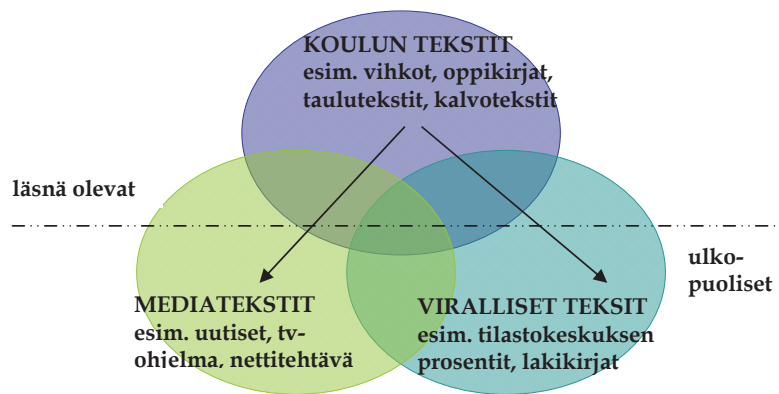 KOULUN TEKSTIT
esim. vihkot, oppikirjat,
taulutekstit, kalvotekstit
läsnä olevat
ulko-
puoliset
MEDIATEKSTIT
esim. uutiset, tv-
ohjelma, nettitehtävä
VIRALLISET TEKSIT
esim. tilastokeskuksen
prosentit, lakikirjat